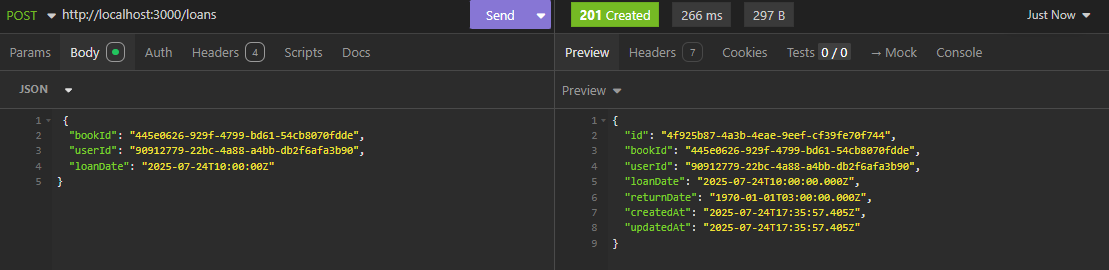 POST http://localhost:3000/loans Send 201 Created 266 ms 297 B Just Now
Params Body Auth Headers 4 Scripts Docs
Preview Headers 7 Cookies Tests 0 / 0 → Mock Console
JSON
Preview
1 {
2 "bookId": "445e0626-929f-4799-bd61-54cb8070fdde",
3 "userId": "90912779-22bc-4a88-a4bb-db2f6afa3b90",
4 "loanDate": "2025-07-24T10:00:00Z"
5 }
1 {
2 "id": "4f925b87-4a3b-4eae-9eef-cf39fe70f744",
3 "bookId": "445e0626-929f-4799-bd61-54cb8070fdde",
4 "userId": "90912779-22bc-4a88-a4bb-db2f6afa3b90",
5 "loanDate": "2025-07-24T10:00:00.000Z",
6 "returnDate": "1970-01-01T03:00:00.000Z",
7 "createdAt": "2025-07-24T17:35:57.405Z",
8 "updatedAt": "2025-07-24T17:35:57.405Z"
9 }